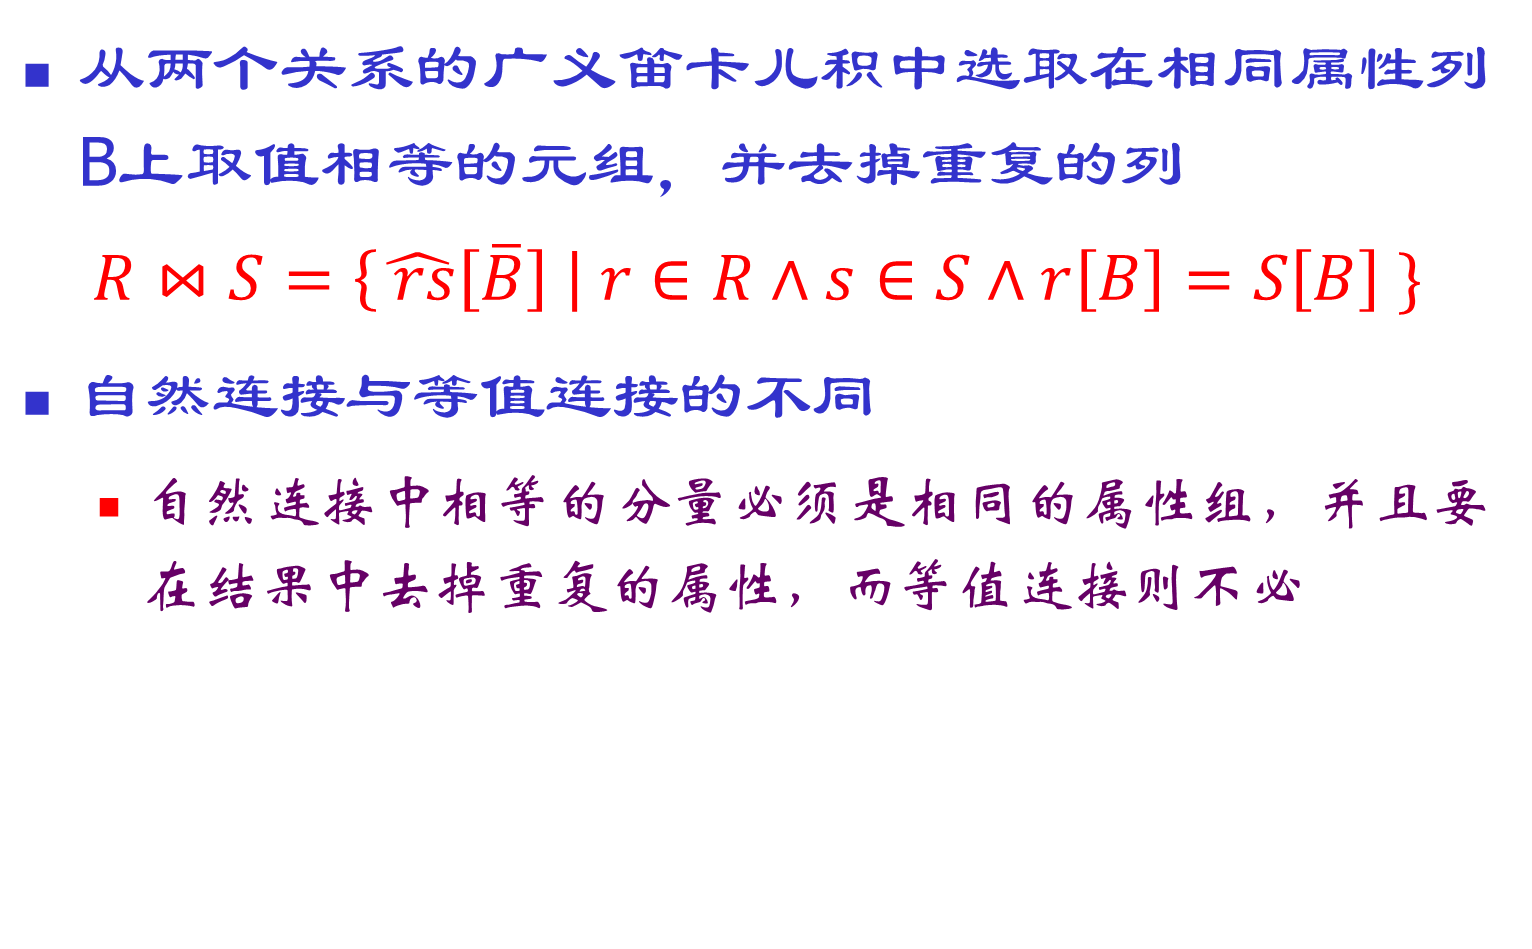 ■ 从两个关系的广义笛卡儿积中选取在相同属性列
B上取值相等的元组，并去掉重复的列
R ⋈ S = { r͡s[B̄] | r ∈ R ∧ s ∈ S ∧ r[B] = S[B] }
■ 自然连接与等值连接的不同
■ 自然连接中相等的分量必须是相同的属性组，并且要
在结果中去掉重复的属性，而等值连接则不必